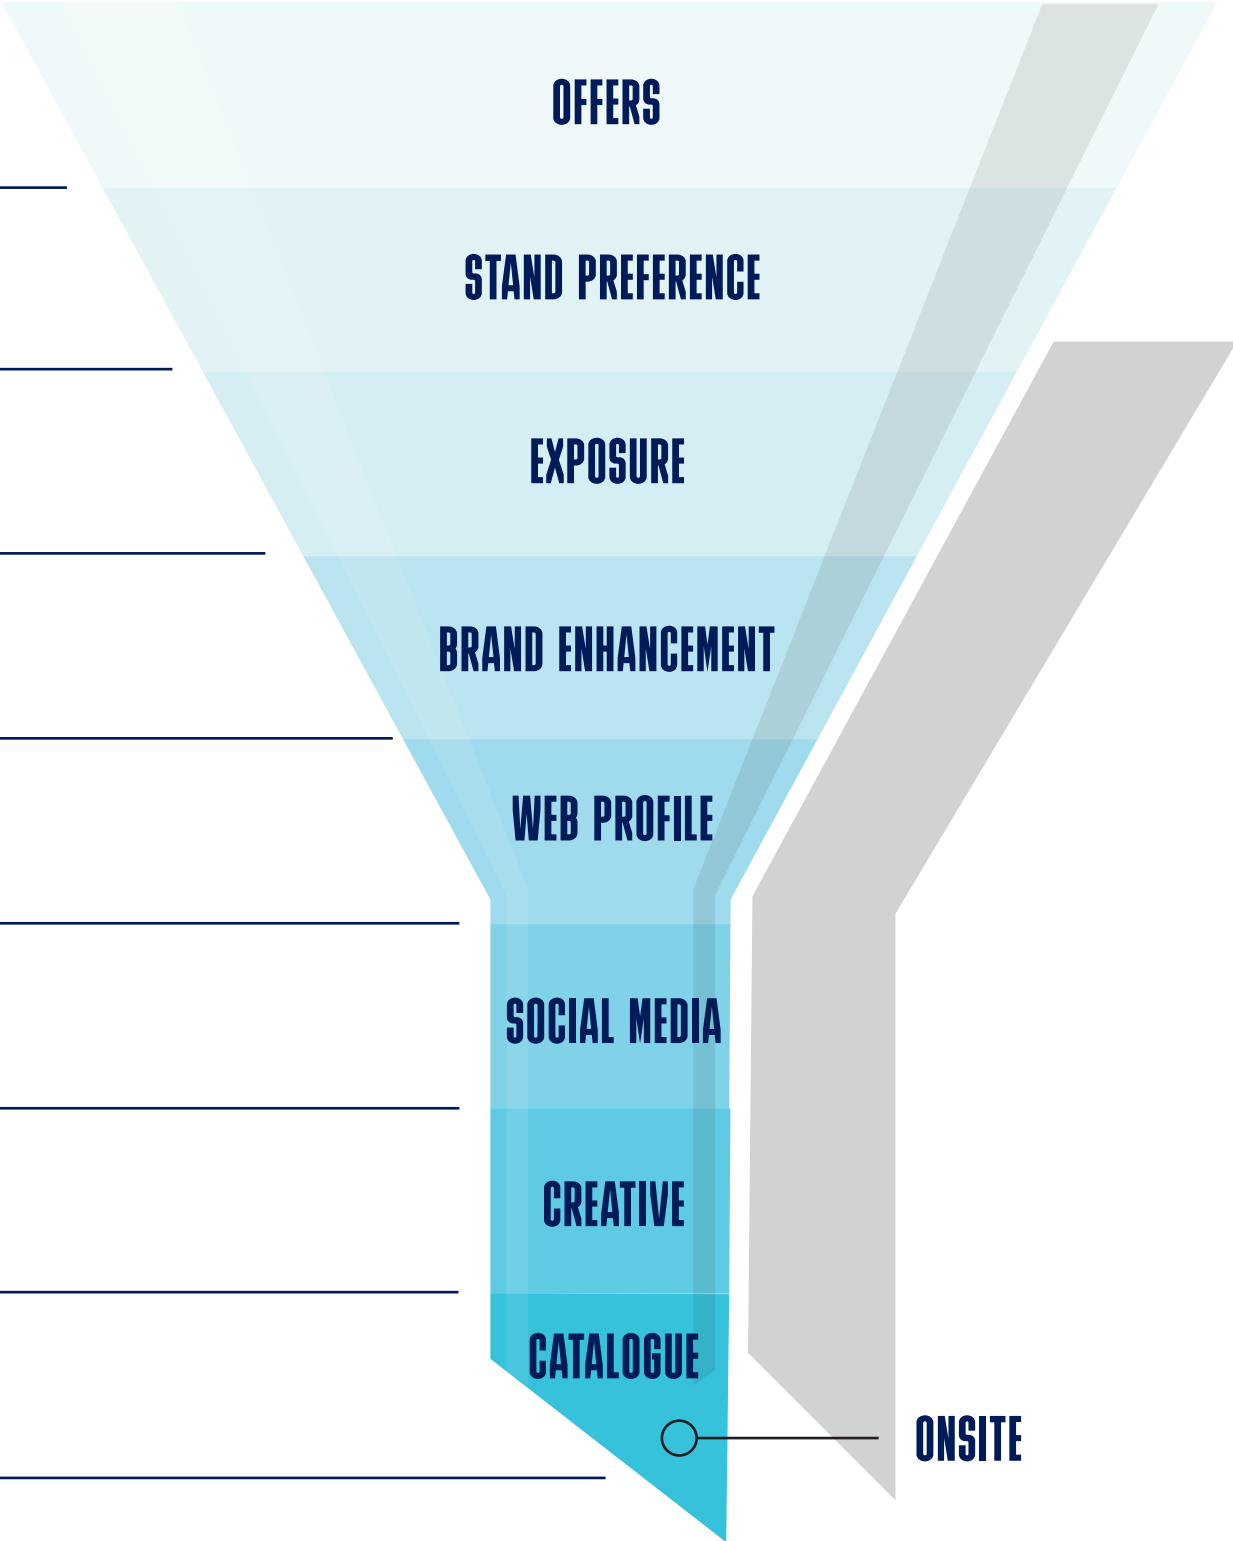 OFFERS
STAND PREFERENCE
EXPOSURE
BRAND ENHANCEMENT
WEB PROFILE
SOCIAL MEDIA
CREATIVE
CATALOGUE
ONSITE